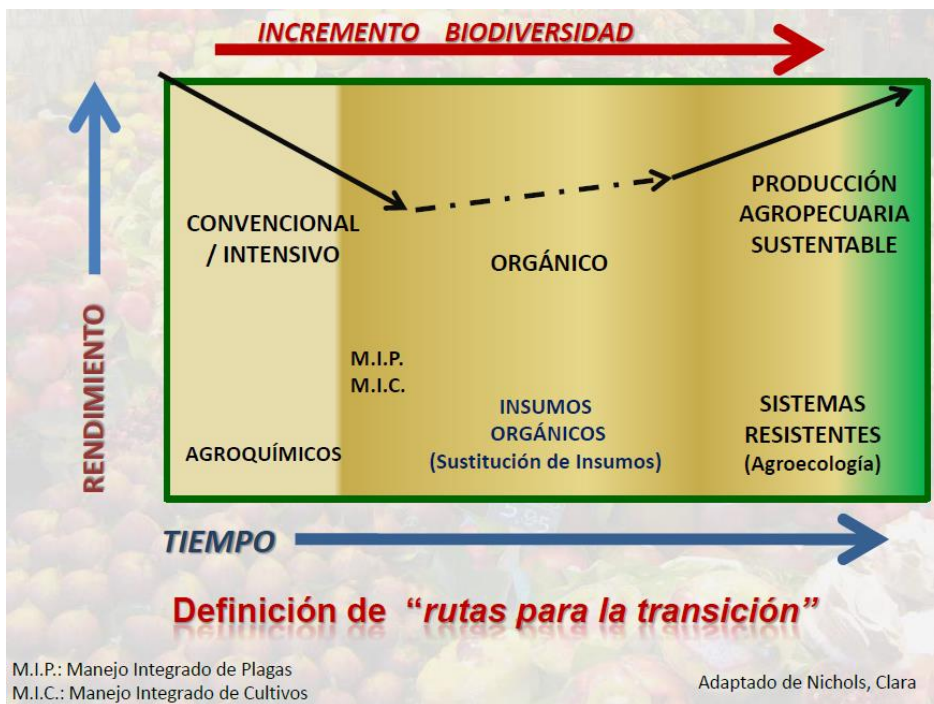 INCREMENTO BIODIVERSIDAD
RENDIMIENTO
CONVENCIONAL
/ INTENSIVO
ORGÁNICO
PRODUCCIÓN
AGROPECUARIA
SUSTENTABLE
M.I.P.
M.I.C.
AGROQUÍMICOS
INSUMOS
ORGÁNICOS
(Sustitución de Insumos)
SISTEMAS
RESISTENTES
(Agroecología)
TIEMPO
Definición de “rutas para la transición”
M.I.P.: Manejo Integrado de Plagas
M.I.C.: Manejo Integrado de Cultivos
Adaptado de Nichols, Clara